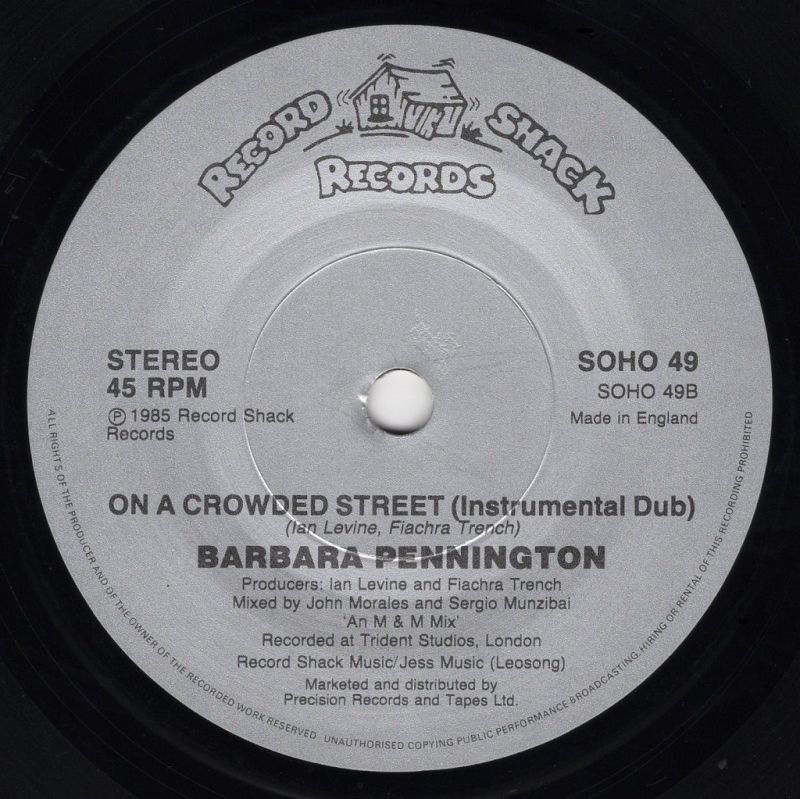 RECORD SHACK
RECORDS
STEREO
45 RPM
Ⓟ 1985 Record Shack
Records
SOHO 49
SOHO 49B
Made in England
ON A CROWDED STREET (Instrumental Dub)
(Ian Levine, Fiachra Trench)
BARBARA PENNINGTON
Producers: Ian Levine and Fiachra Trench
Mixed by John Morales and Sergio Munzibai
'An M & M Mix'
Recorded at Trident Studios, London
Record Shack Music/Jess Music (Leosong)
Marketed and distributed by
Precision Records and Tapes Ltd.
ALL RIGHTS OF THE PRODUCER AND OF THE OWNER OF THE RECORDED WORK RESERVED · UNAUTHORISED COPYING PUBLIC PERFORMANCE BROADCASTING, HIRING OR RENTAL OF THIS RECORDING PROHIBITED